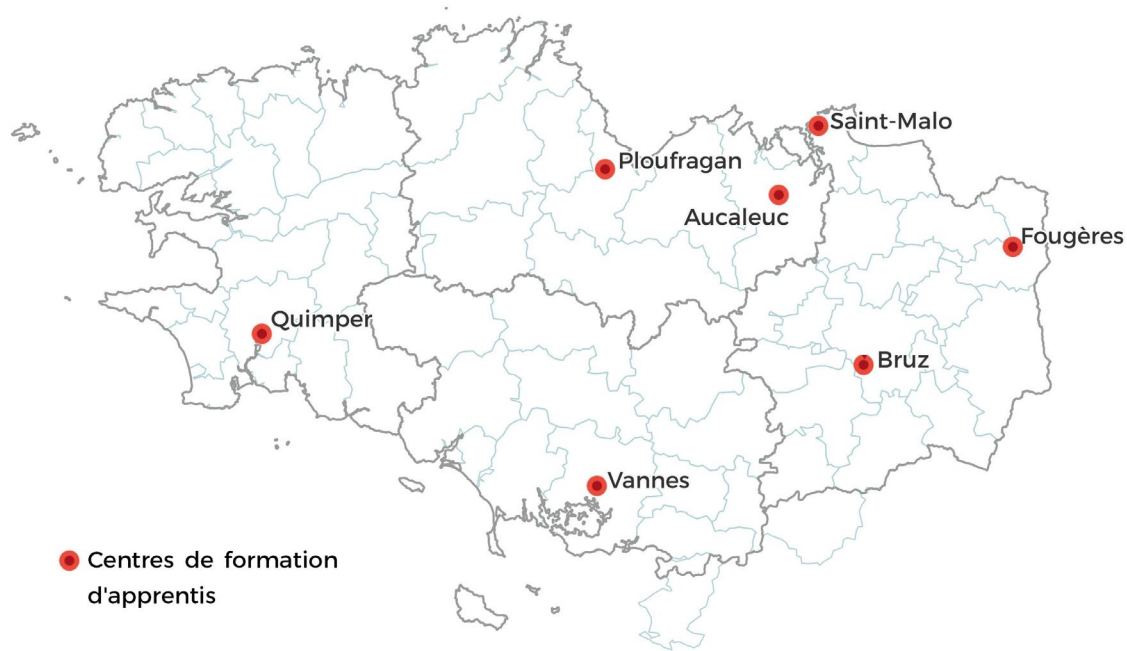 Saint-Malo
Ploufragan
Aucaleuc
Fougères
Quimper
Bruz
Vannes
Centres de formation
d'apprentis